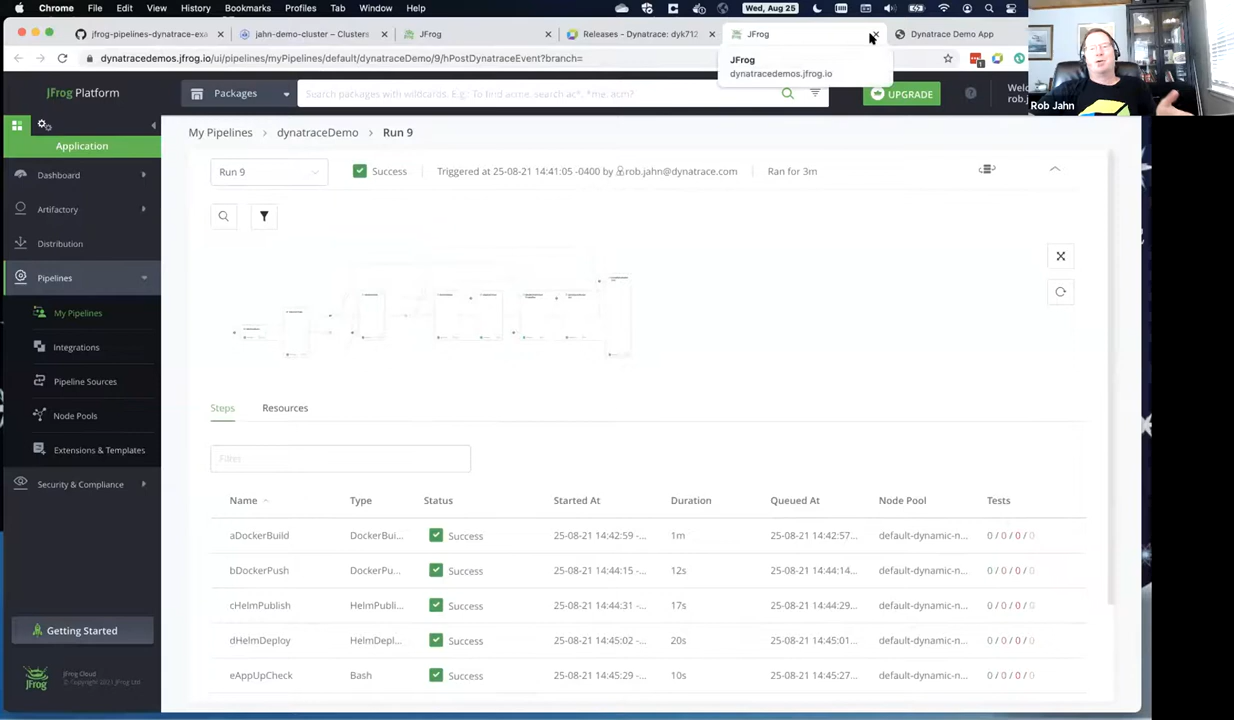 Chrome File Edit View History Bookmarks Profiles Tab Window Help
Wed, Aug 25
jfrog-pipelines-dynatrace-exa
jahn-demo-cluster – Clusters
JFrog
Releases - Dynatrace: dyk712
JFrog
Dynatrace Demo App
dynatracedemos.jfrog.io/ui/pipelines/myPipelines/default/dynatraceDemo/9/hPostDynatraceEvent?branch=
JFrog
dynatracedemos.jfrog.io
JFrog Platform
Packages
UPGRADE
Welc
rob.j
Rob Jahn
Application
Dashboard
Artifactory
Distribution
Pipelines
My Pipelines
Integrations
Pipeline Sources
Node Pools
Extensions & Templates
Security & Compliance
Getting Started
JFrog Cloud
My Pipelines > dynatraceDemo > Run 9
Run 9
Success
Triggered at 25-08-21 14:41:05 -0400 by rob.jahn@dynatrace.com
Ran for 3m
Steps Resources
Filter
Name Type Status Started At Duration Queued At Node Pool Tests
aDockerBuild DockerBui... Success 25-08-21 14:42:59 -... 1m 25-08-21 14:42:57... default-dynamic-n... 0 / 0 / 0 / 0
bDockerPush DockerPu... Success 25-08-21 14:44:15 -... 12s 25-08-21 14:44:14... default-dynamic-n... 0 / 0 / 0 / 0
cHelmPublish HelmPubli... Success 25-08-21 14:44:31 -... 17s 25-08-21 14:44:29... default-dynamic-n... 0 / 0 / 0 / 0
dHelmDeploy HelmDepl... Success 25-08-21 14:45:02 -... 20s 25-08-21 14:45:01... default-dynamic-n... 0 / 0 / 0 / 0
eAppUpCheck Bash Success 25-08-21 14:45:29 -... 10s 25-08-21 14:45:27... default-dynamic-n... 0 / 0 / 0 / 0